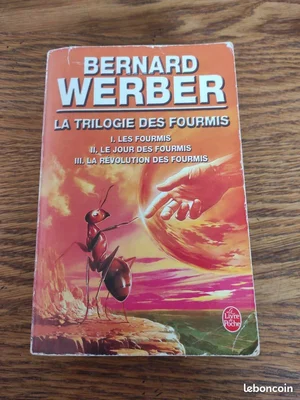 BERNARD
WERBER
LA TRILOGIE DES FOURMIS
I. LES FOURMIS
II. LE JOUR DES FOURMIS
III. LA RÉVOLUTION DES FOURMIS
Le Livre
de Poche
leboncoin